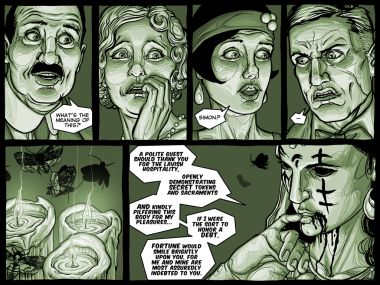 WHAT'S THE
MEANING OF
THIS?
SIMON?
...
A POLITE GUEST
SHOULD THANK YOU
FOR THE LAVISH
HOSPITALITY,
OPENLY
DEMONSTRATING
SECRET TOKENS
AND SACRAMENTS
AND KINDLY
PILFERING THIS
BODY FOR MY
PLEASURES...
IF I WERE
THE SORT TO
HONOR A
DEBT,
FORTUNE WOULD
SMILE BRIGHTLY
UPON YOU, FOR
ME AND MINE ARE
MOST ASSUREDLY
INDEBTED TO YOU.